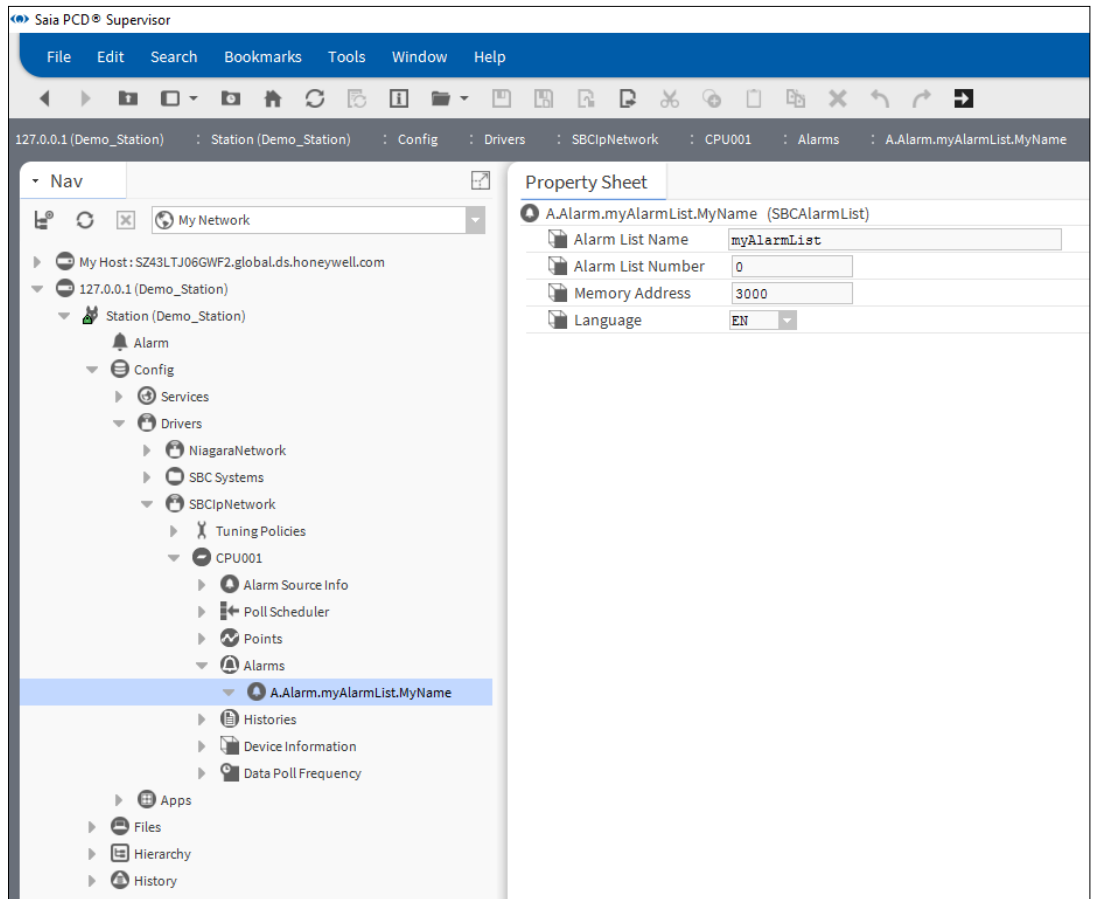 Saia PCD® Supervisor
File Edit Search Bookmarks Tools Window Help
127.0.0.1 (Demo_Station) : Station (Demo_Station) : Config : Drivers : SBCIpNetwork : CPU001 : Alarms : A.Alarm.myAlarmList.MyName
Nav
My Network
My Host : SZ43LTJ06GWF2.global.ds.honeywell.com
127.0.0.1 (Demo_Station)
Station (Demo_Station)
Alarm
Config
Services
Drivers
NiagaraNetwork
SBC Systems
SBCIpNetwork
Tuning Policies
CPU001
Alarm Source Info
Poll Scheduler
Points
Alarms
A.Alarm.myAlarmList.MyName
Histories
Device Information
Data Poll Frequency
Apps
Files
Hierarchy
History
Property Sheet
A.Alarm.myAlarmList.MyName (SBCAlarmList)
Alarm List Name myAlarmList
Alarm List Number 0
Memory Address 3000
Language EN